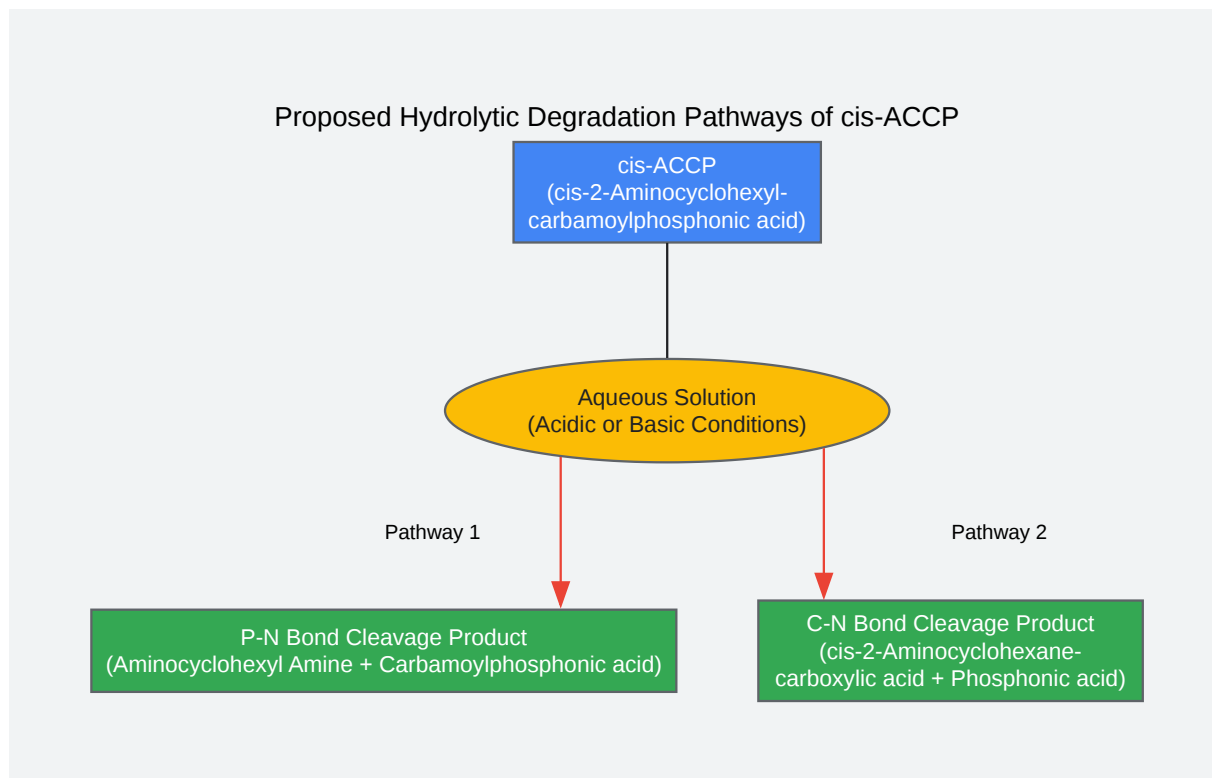 Proposed Hydrolytic Degradation Pathways of cis-ACCP
cis-ACCP
(cis-2-Aminocyclohexyl-
carbamoylphosphonic acid)
Aqueous Solution
(Acidic or Basic Conditions)
Pathway 1
Pathway 2
P-N Bond Cleavage Product
(Aminocyclohexyl Amine + Carbamoylphosphonic acid)
C-N Bond Cleavage Product
(cis-2-Aminocyclohexane-
carboxylic acid + Phosphonic acid)